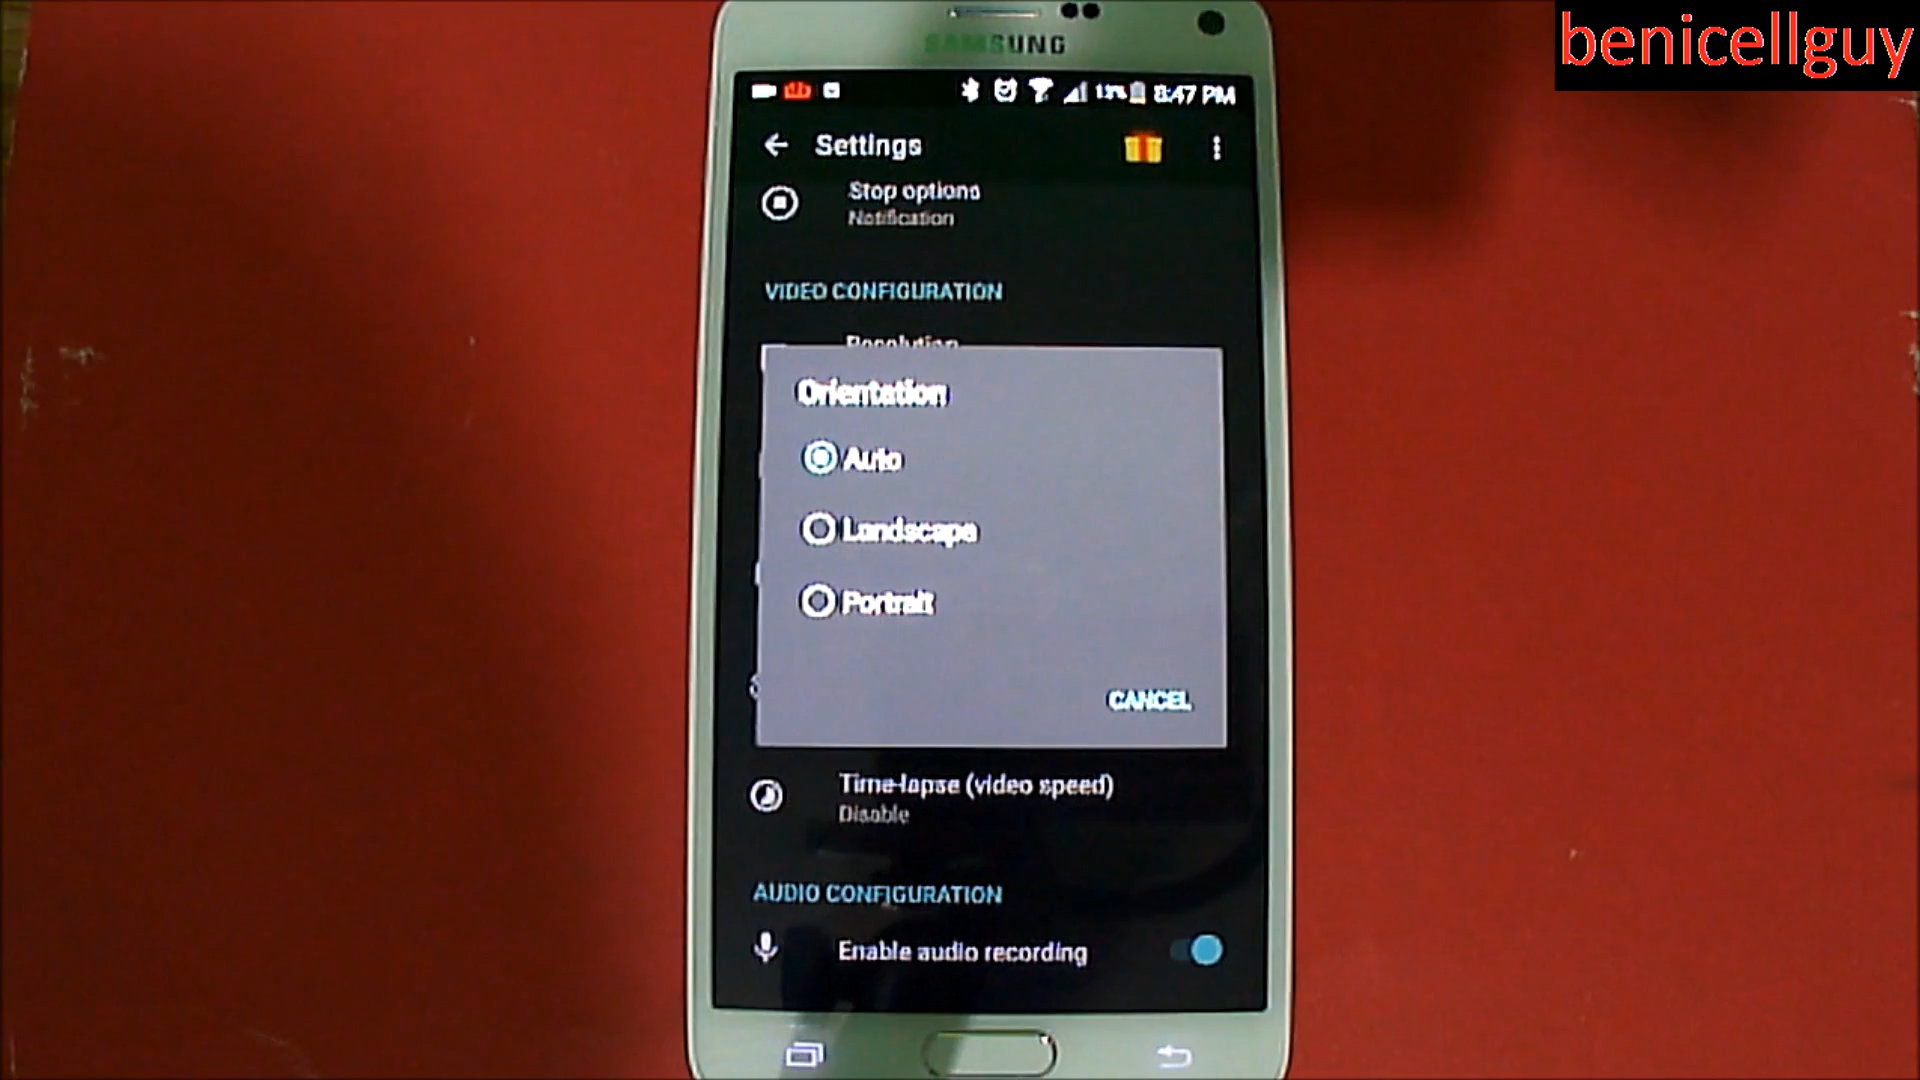 benicellguy
SAMSUNG
8:47 PM
Settings
Stop options
Notification
VIDEO CONFIGURATION
Resolution
Orientation
Auto
Landscape
Portrait
CANCEL
Time-lapse (video speed)
Disable
AUDIO CONFIGURATION
Enable audio recording